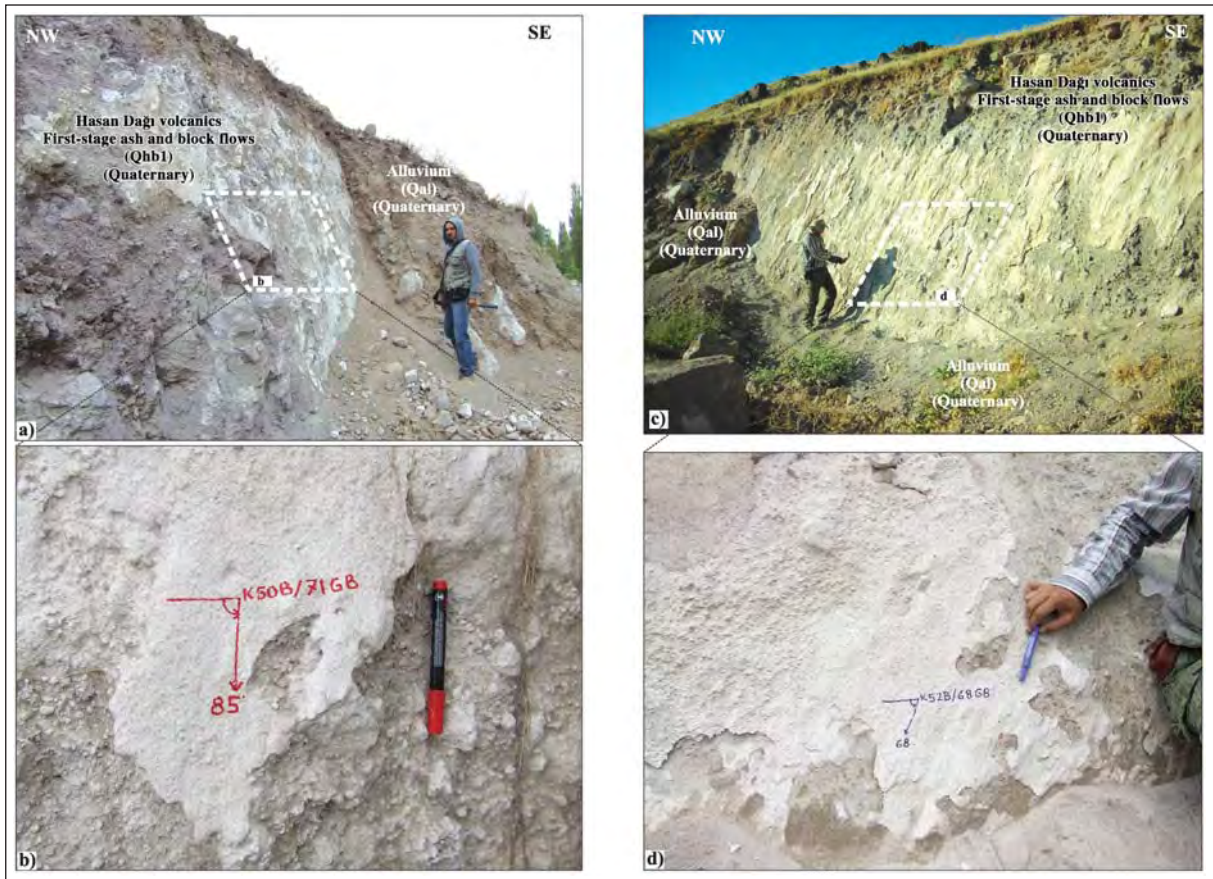 NW
SE
Hasan Dağı volcanics
First-stage ash and block flows
(Qhb1)
(Quaternary)
Alluvium
(Qal)
(Quaternary)
b
a)
NW
SE
Hasan Dağı volcanics
First-stage ash and block flows
(Qhb1)
(Quaternary)
Alluvium
(Qal)
(Quaternary)
d
Alluvium
(Qal)
(Quaternary)
c)
K50B/71GB
85
b)
K52B/68GB
68
d)